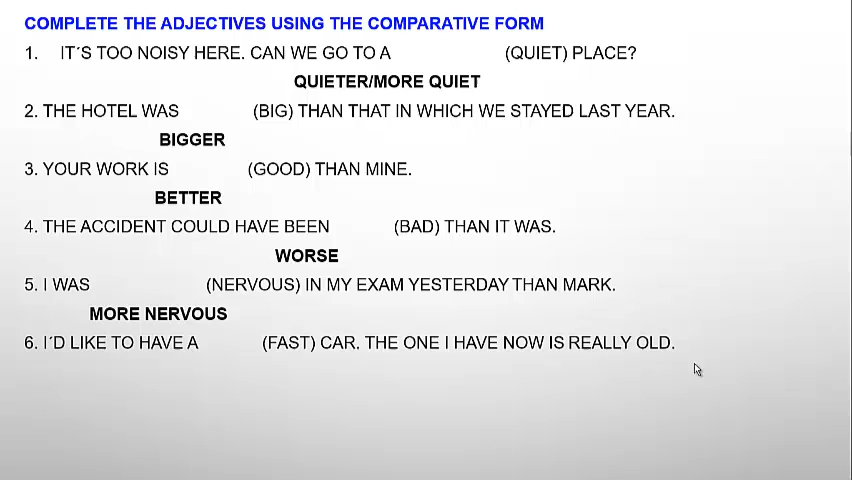 COMPLETE THE ADJECTIVES USING THE COMPARATIVE FORM
1. IT´S TOO NOISY HERE. CAN WE GO TO A (QUIET) PLACE?
QUIETER/MORE QUIET
2. THE HOTEL WAS (BIG) THAN THAT IN WHICH WE STAYED LAST YEAR.
BIGGER
3. YOUR WORK IS (GOOD) THAN MINE.
BETTER
4. THE ACCIDENT COULD HAVE BEEN (BAD) THAN IT WAS.
WORSE
5. I WAS (NERVOUS) IN MY EXAM YESTERDAY THAN MARK.
MORE NERVOUS
6. I´D LIKE TO HAVE A (FAST) CAR. THE ONE I HAVE NOW IS REALLY OLD.